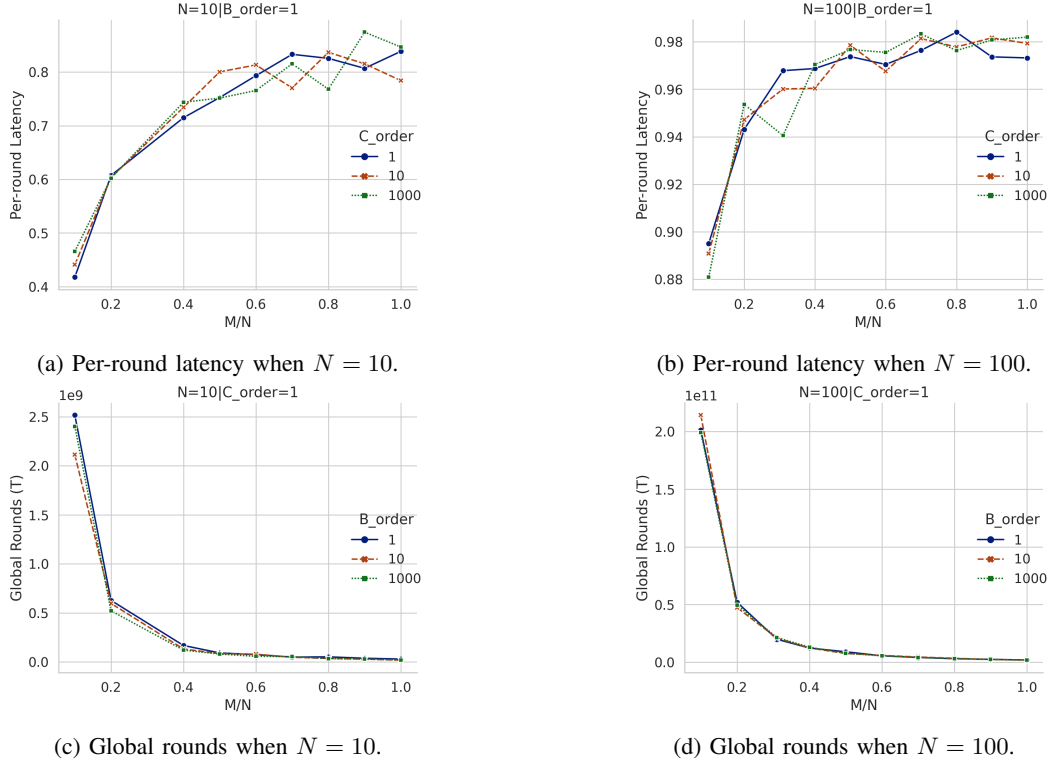 N=10|B_order=1
Per-round Latency
0.8
0.7
0.6
0.5
0.4
C_order
1
10
1000
0.2
0.4
0.6
0.8
1.0
M/N
(a) Per-round latency when N = 10.
N=100|B_order=1
Per-round Latency
0.98
0.96
0.94
0.92
0.90
0.88
C_order
1
10
1000
0.2
0.4
0.6
0.8
1.0
M/N
(b) Per-round latency when N = 100.
1e9
N=10|C_order=1
Global Rounds (T)
2.5
2.0
1.5
1.0
0.5
0.0
B_order
1
10
1000
0.2
0.4
0.6
0.8
1.0
M/N
(c) Global rounds when N = 10.
1e11
N=100|C_order=1
Global Rounds (T)
2.0
1.5
1.0
0.5
0.0
B_order
1
10
1000
0.2
0.4
0.6
0.8
1.0
M/N
(d) Global rounds when N = 100.